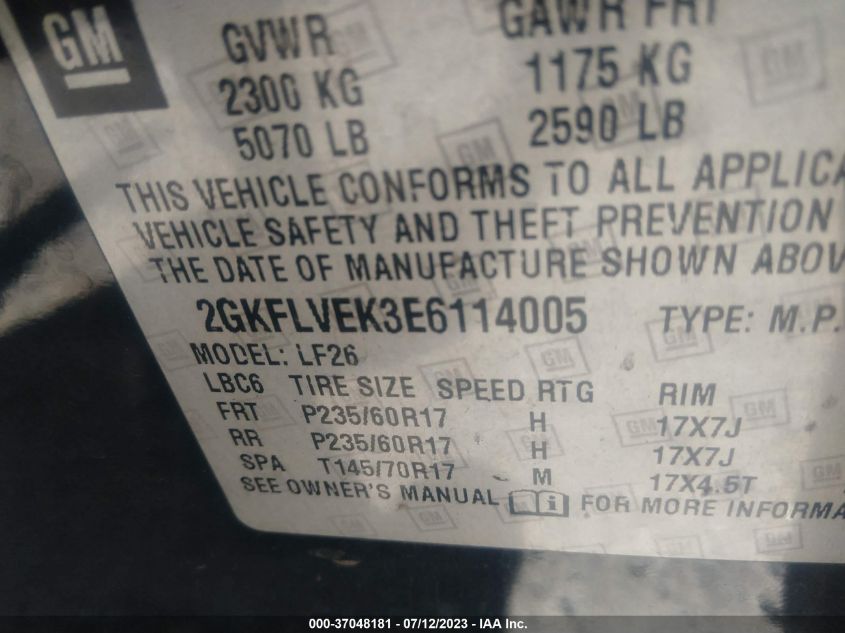 GM
GVWR GAWR FRT
2300 KG 1175 KG
5070 LB 2590 LB
THIS VEHICLE CONFORMS TO ALL APPLICA
VEHICLE SAFETY AND THEFT PREVENTION
THE DATE OF MANUFACTURE SHOWN ABOV
2GKFLVEK3E6114005 TYPE: M.P.
MODEL: LF26
LBC6 TIRE SIZE SPEED RTG RIM
FRT P235/60R17 H 17X7J
RR P235/60R17 H 17X7J
SPA T145/70R17 M 17X4.5T
SEE OWNER'S MANUAL i FOR MORE INFORMA
000-37048181 - 07/12/2023 - IAA Inc.